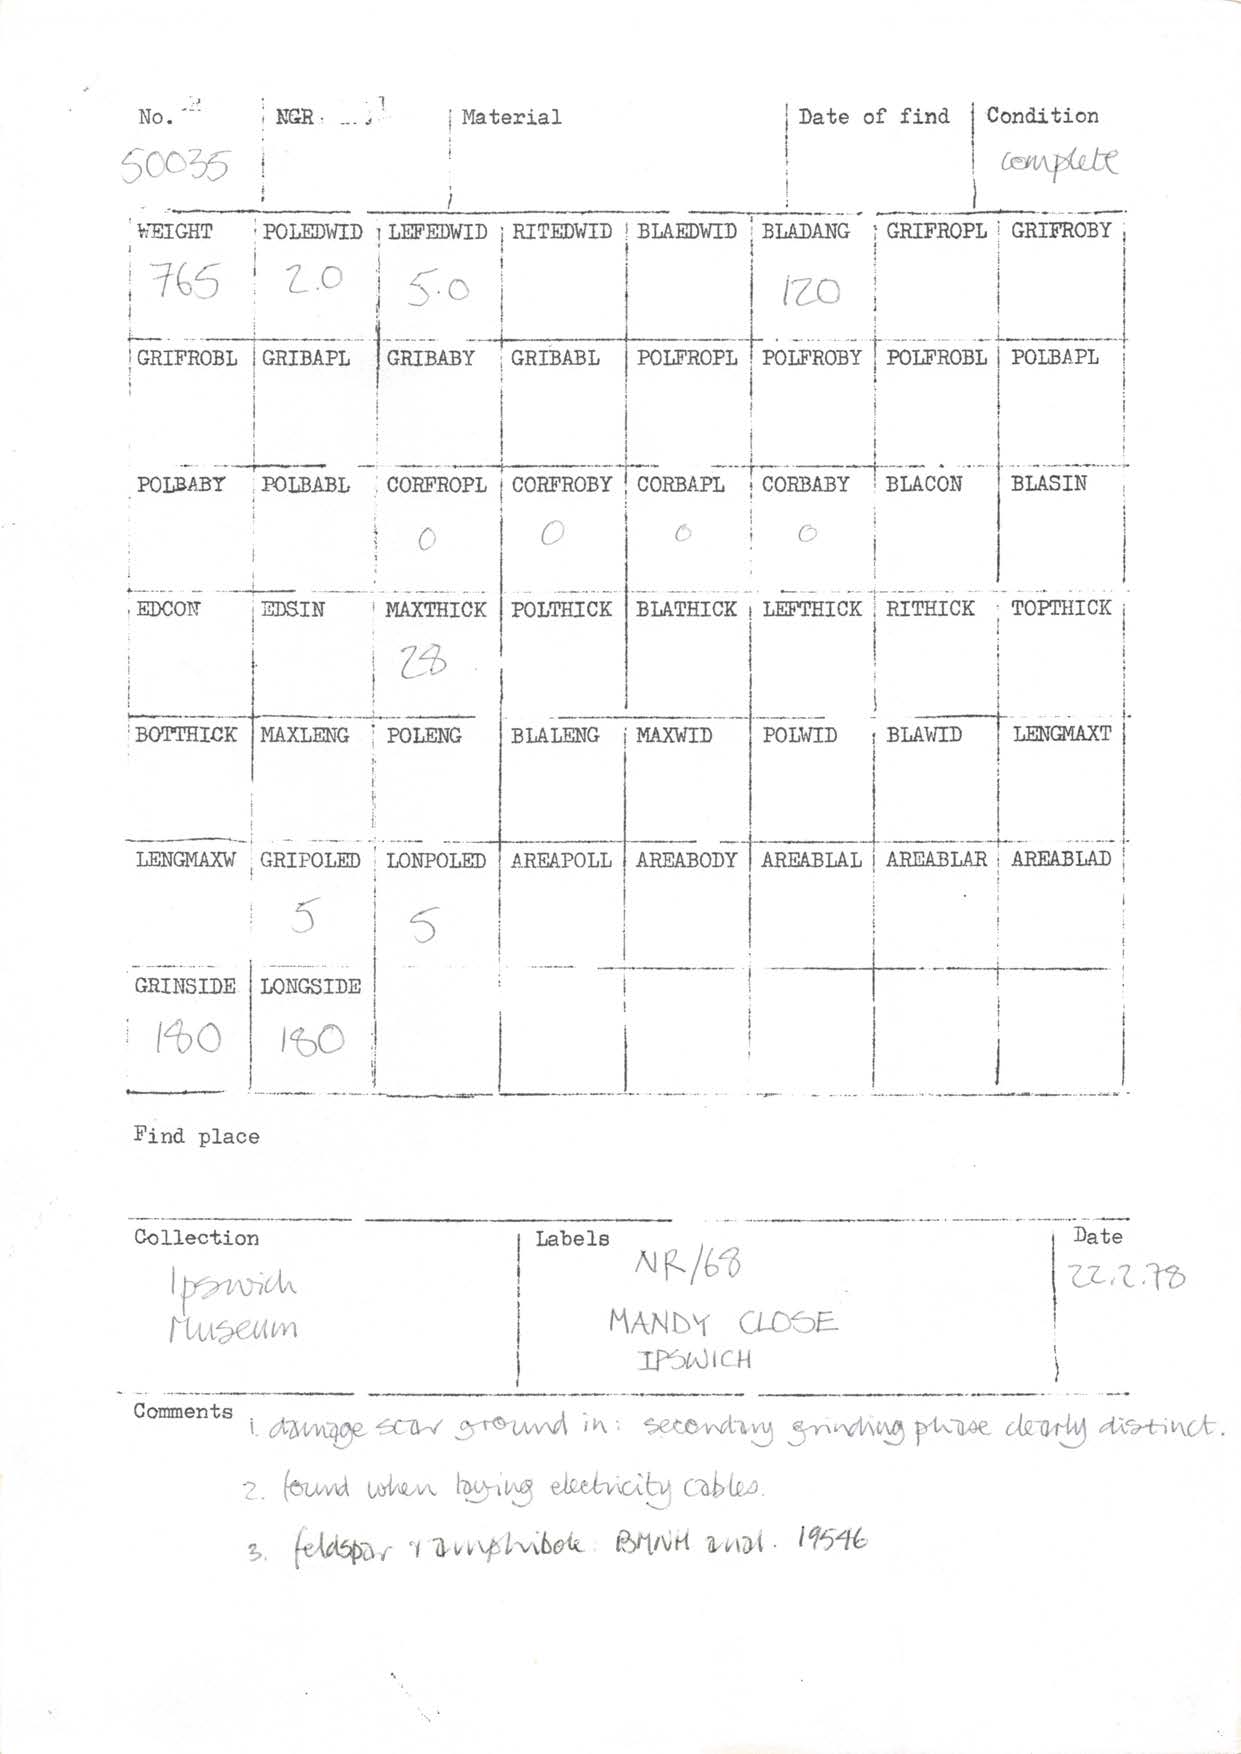 No. NGR Material Date of find Condition
50035 complete
WEIGHT POLEDWID LEFEDWID RITEDWID BLAEDWID BLADANG GRIFROPL GRIFROBY
765 2.0 5.0 120
GRIFROBL GRIBAPL GRIBABY GRIBABL POLFROPL POLFROBY POLFROBL POLBAPL
POLBABY POLBABL CORFROPL CORFROBY CORBAPL CORBABY BLACON BLASIN
0 0 0 0
EDCON EDSIN MAXTHICK POLTHICK BLATHICK LEFTHICK RITHICK TOPTHICK
28
BOTTHICK MAXLENG POLENG BLALENG MAXWID POLWID BLAWID LENGMAXT
LENGMAXW GRIPOLED LONPOLED AREAPOLL AREABODY AREABLAL AREABLAR AREABLAD
5 5
GRINSIDE LONGSIDE
180 180
Find place
Collection Labels Date
Ipswich NR/68 22.2.78
Museum MANDY CLOSE
IPSWICH
Comments 1. damage scar ground in: secondary grinding phase clearly distinct.
2. found when laying electricity cables.
3. feldspar & amphibole: BMNH anal. 19546